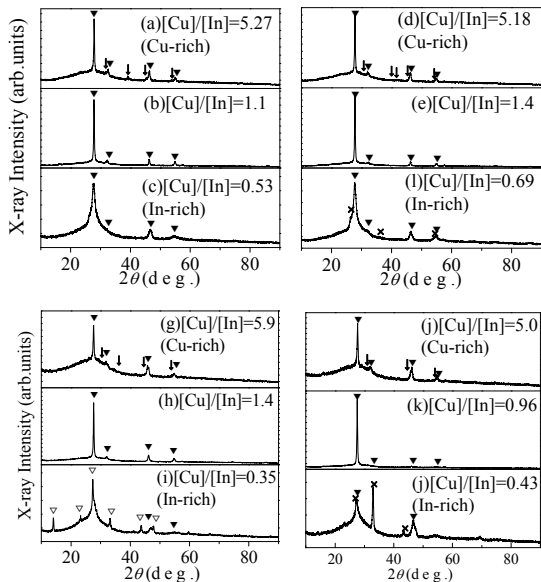 X-ray Intensity (arb.units)
(a)[Cu]/[In]=5.27
(Cu-rich)
(b)[Cu]/[In]=1.1
(c)[Cu]/[In]=0.53
(In-rich)
20 40 60 80
2θ(deg.)
(d)[Cu]/[In]=5.18
(Cu-rich)
(e)[Cu]/[In]=1.4
(l)[Cu]/[In]=0.69
(In-rich)
20 40 60 80
2θ(deg.)
X-ray Intensity (arb.units)
(g)[Cu]/[In]=5.9
(Cu-rich)
(h)[Cu]/[In]=1.4
(i)[Cu]/[In]=0.35
(In-rich)
20 40 60 80
2θ(deg.)
(j)[Cu]/[In]=5.0
(Cu-rich)
(k)[Cu]/[In]=0.96
(j)[Cu]/[In]=0.43
(In-rich)
20 40 60 80
2θ(deg.)